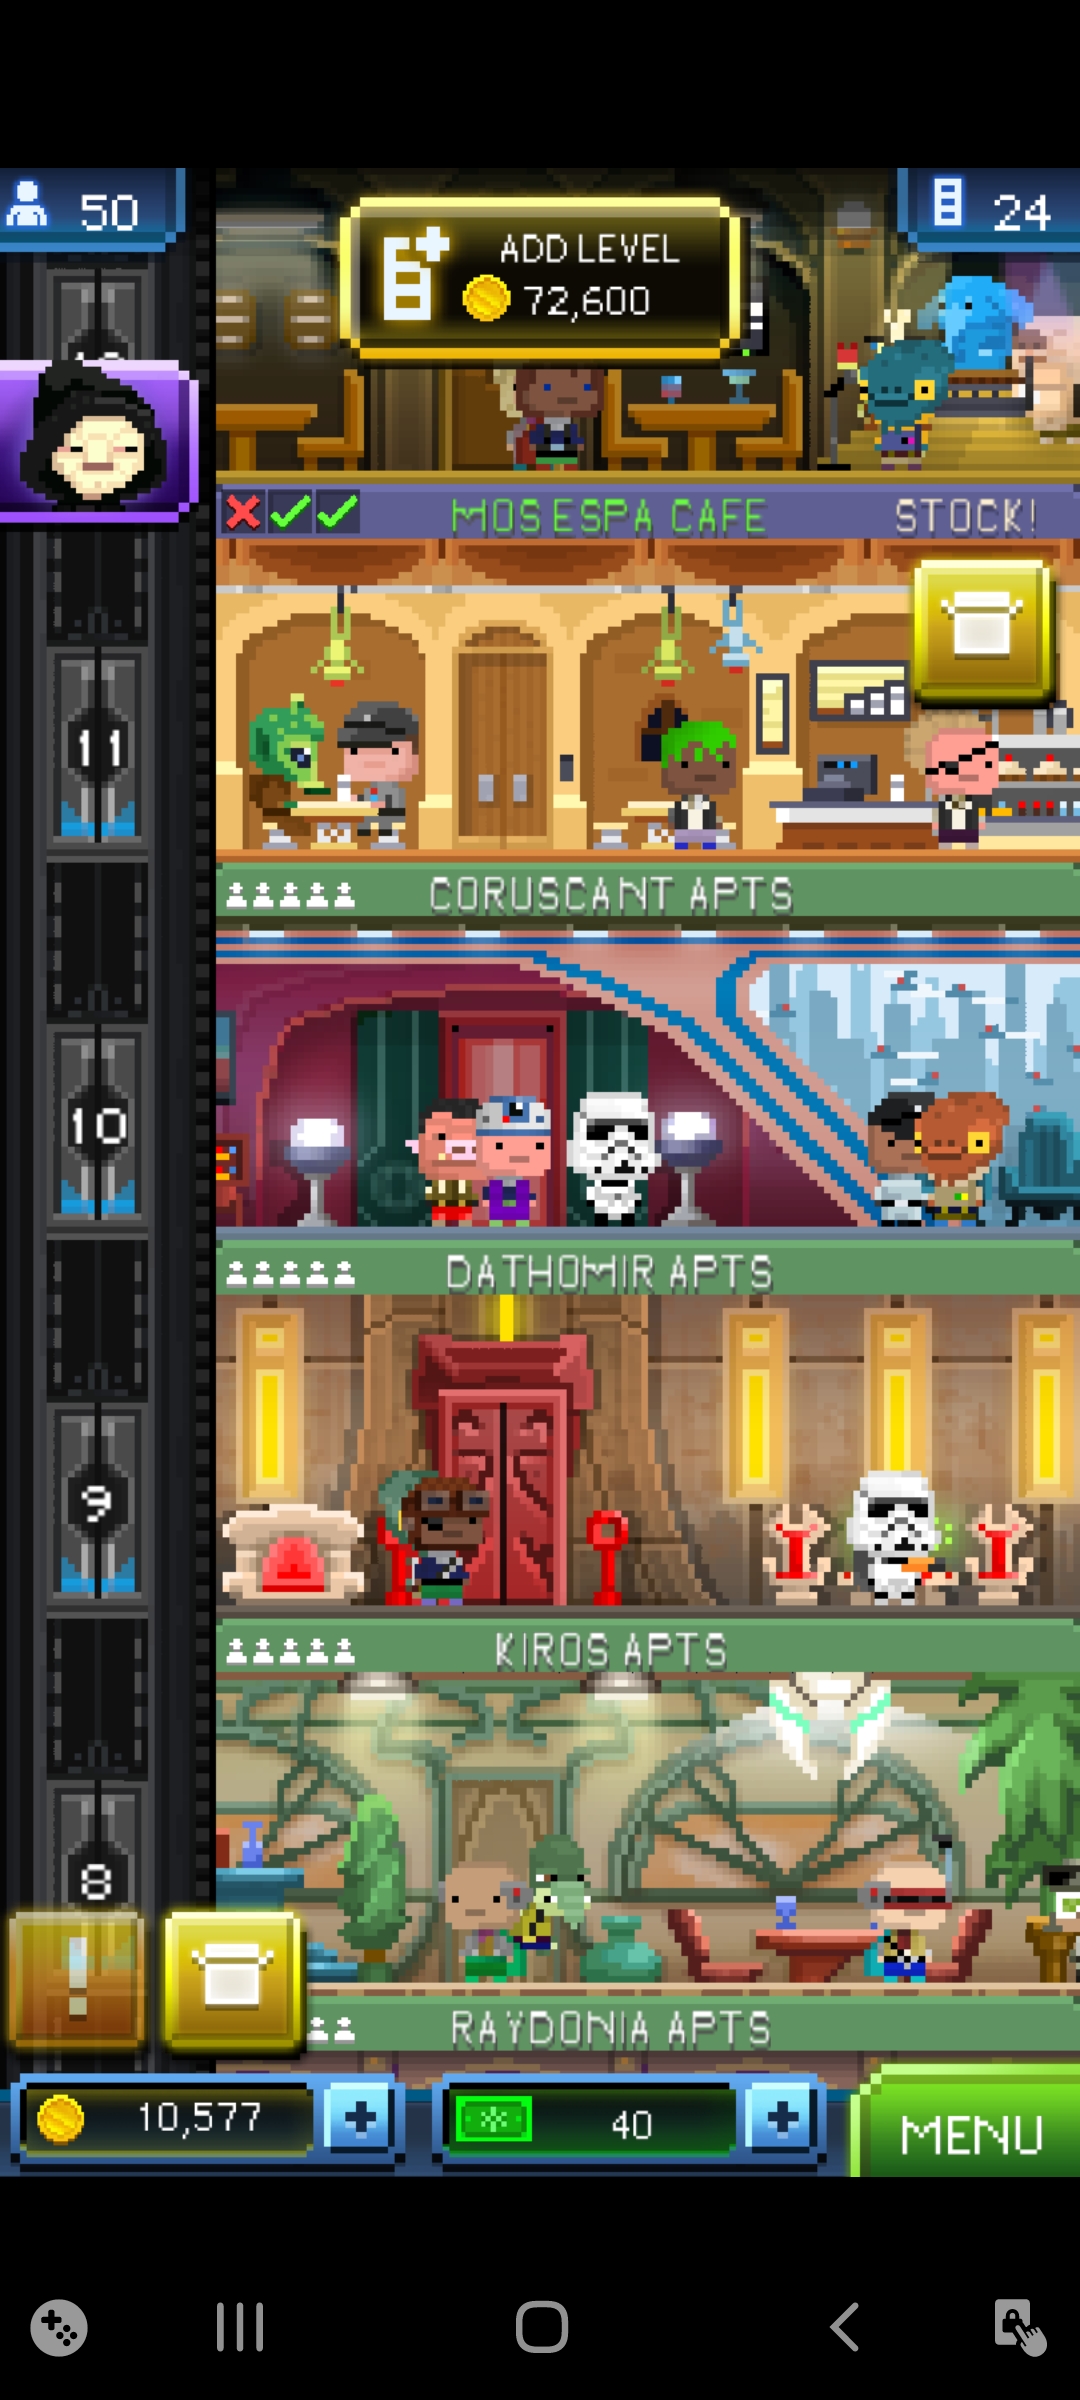 50
ADD LEVEL
72,600
24
MOS ESPA CAFE
STOCK!
11
CORUSCANT APTS
10
DATHOMIR APTS
9
KIROS APTS
8
!
RAYDONIA APTS
10,577
+
40
+
MENU